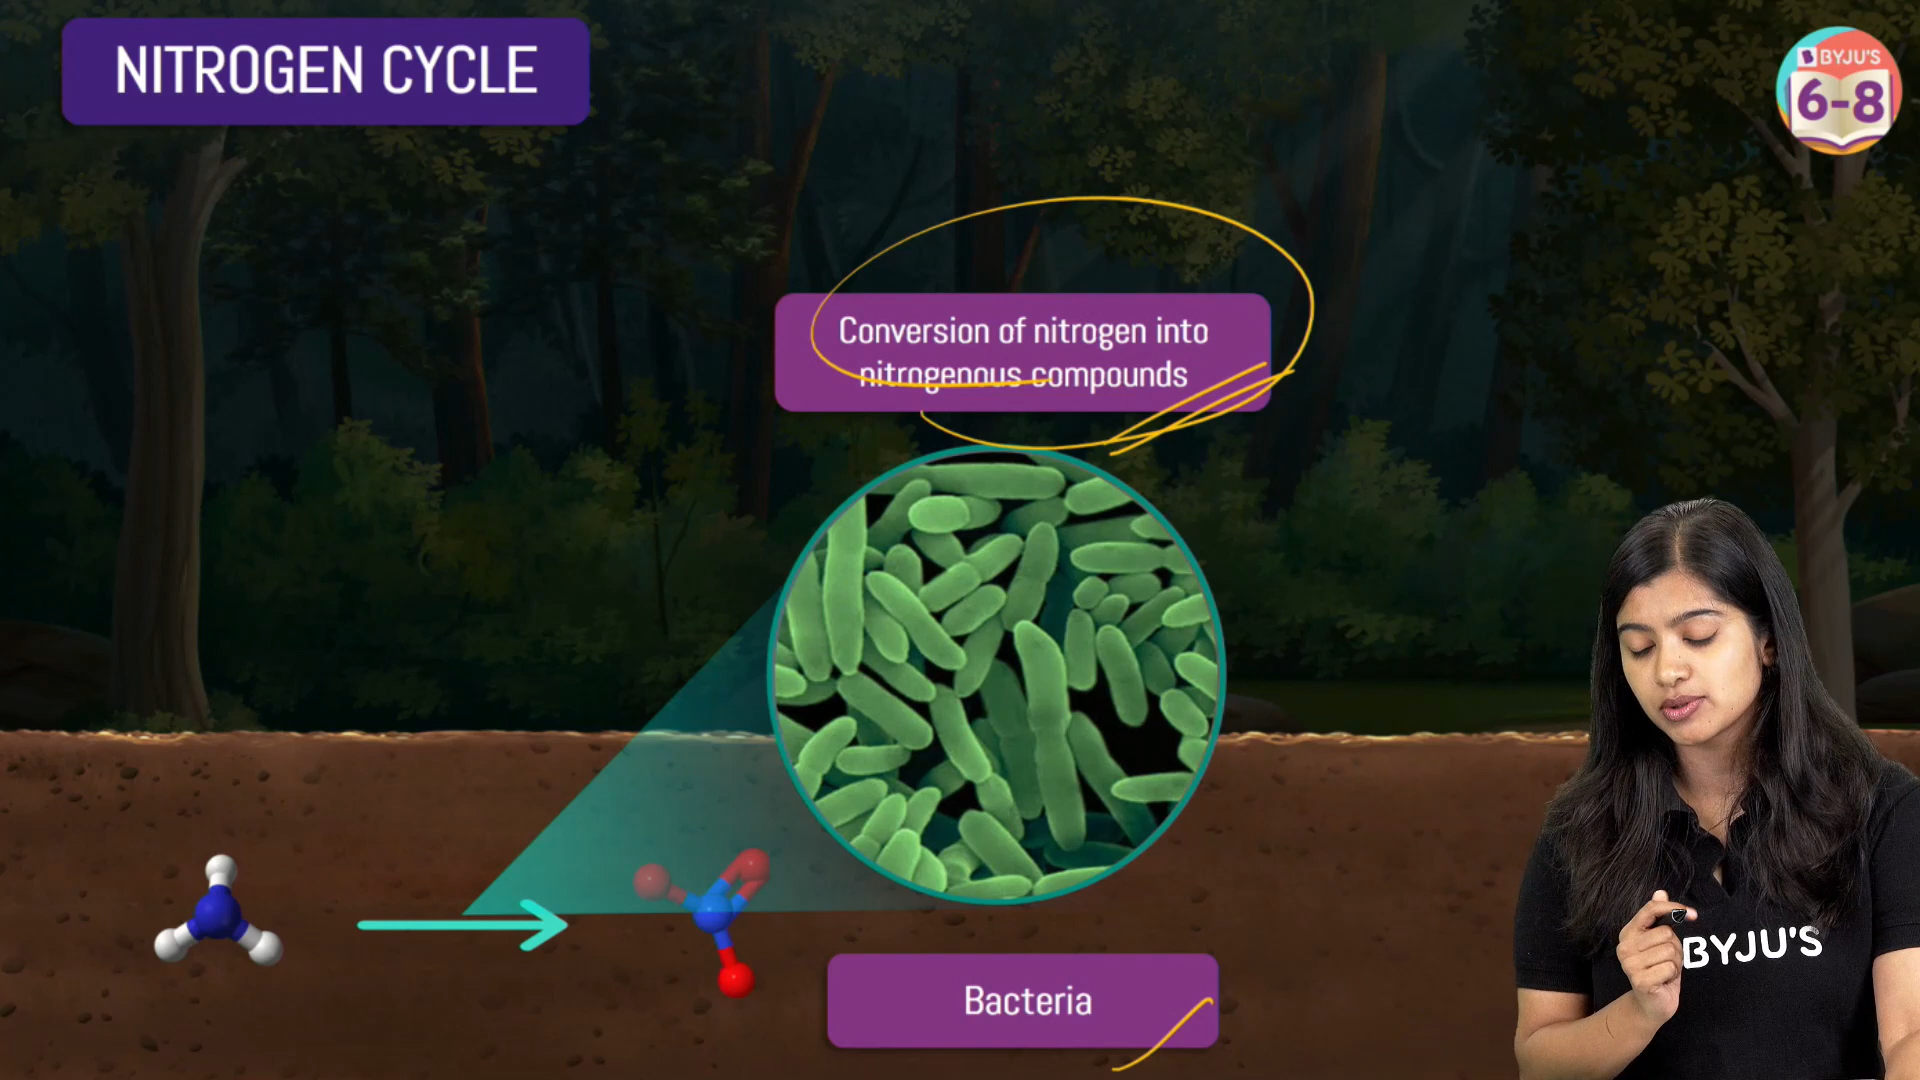 NITROGEN CYCLE
BYJU'S
6-8
Conversion of nitrogen into
nitrogenous compounds
BYJU'S
Bacteria